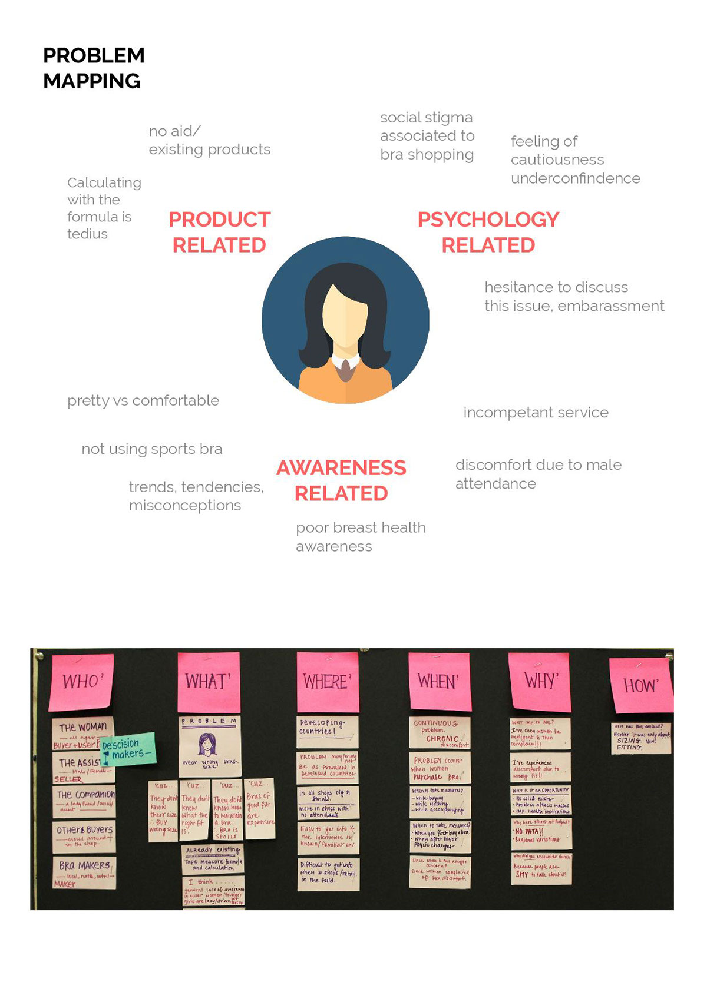 PROBLEM
MAPPING
no aid/
existing products
social stigma
associated to
bra shopping
feeling of
cautiousness
underconfindence
Calculating
with the
formula is
tedius
PRODUCT
RELATED
PSYCHOLOGY
RELATED
hesitance to discuss
this issue, embarassment
pretty vs comfortable
incompetant service
not using sports bra
discomfort due to male
attendance
trends, tendencies,
misconceptions
AWARENESS
RELATED
poor breast health
awareness
WHO'
THE WOMAN
all ages
BUYER + USER
DESCISION
makers
THE ASSIS
Males / Female
SELLER
THE COMPANION
a lady friend / mom/
aunt
OTHER BUYERS
crowd around
in the shop
BRA MAKERS
local, natnl, intnl
MAKER
WHAT'
PROBLEM
wear wrong bras.
size
'CUZ...
They don't
know
their size
∴ BUY
wrong size
'CUZ..
They don't
know
what the
right fit
is.
'CUZ...
They don't
know how
to MAINTAIN
a bra.
∴ BRA is
SPOILT
'CUZ..
Bras of
good fit
are
expensive
ALREADY existing
Tape measure formula
and calculation
I think.....
general lack of awareness
in elder women. Younger
girls are lazy/driven
WHERE'
Developing-
countries!
PROBLEM may/may
not
Be as prevalent in
Developed countries
In all shops big &
small.
more in shops with
no attendants
Easy to get info if
the interviewee is
known/ familiar env.
Difficult to get info
when in shops /retail
in the feild.
WHEN'
CONTINUOUS
problem.
CHRONIC
discomfort
PROBLEM occurs
when women
PURCHASE BRA
When to take measures?
- while buying
- while washing
- while accompanying
When to take measures?
• When you first buy a bra.
• When after major
physic changes
Since when is this a major
concern?
Since women complained
of bra discomfort.
WHY'
WHY imp to me?
I've seen women be
negligent & then
complain!!!
I've experienced
discomfort due to
wrong fit!!
WHY is it an OPPORTUNITY
• No solun exists
• Problem affects masses
• Imp. health implications
Why have others not helped?
• NO DATA!!
• Regional variations
Why did you encounter obstacle?
Because people are
SHY to talk about it
HOW'
How has this evolved?
Earlier it was only about
SIZING. Now.
FITTING.